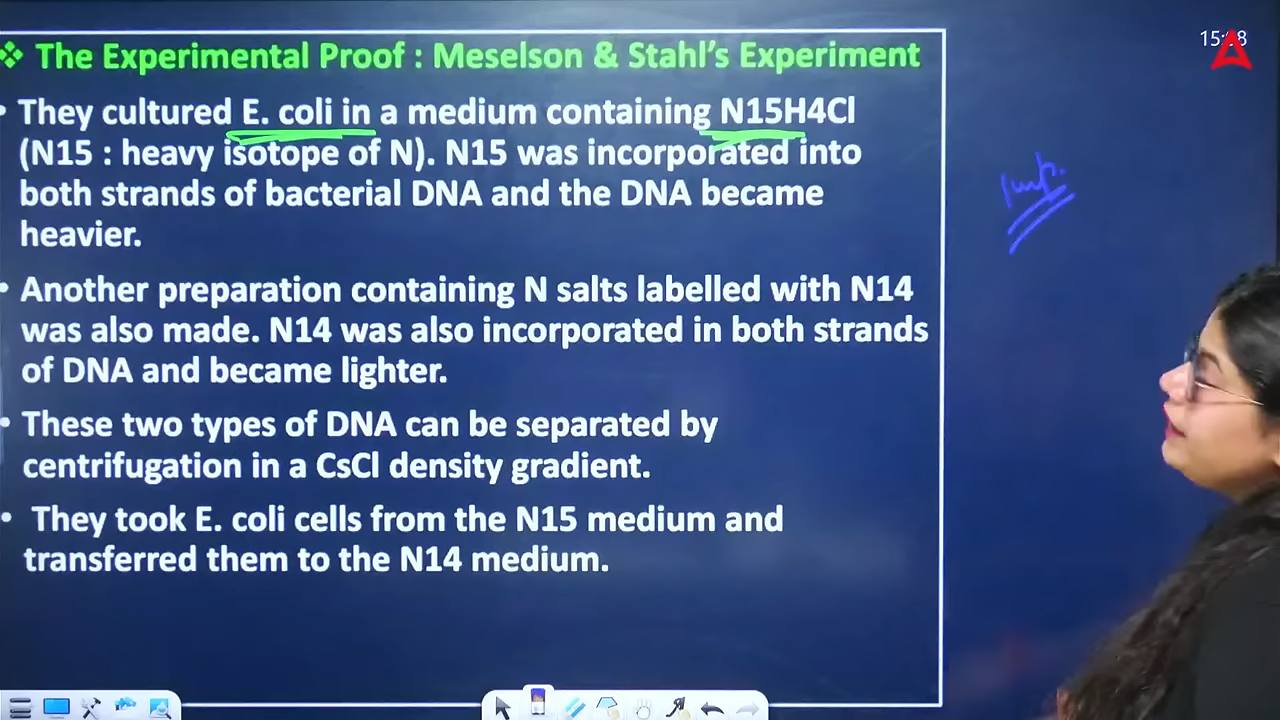 ❖ The Experimental Proof : Meselson & Stahl’s Experiment
• They cultured E. coli in a medium containing N15H4Cl
(N15 : heavy isotope of N). N15 was incorporated into
both strands of bacterial DNA and the DNA became
heavier.
• Another preparation containing N salts labelled with N14
was also made. N14 was also incorporated in both strands
of DNA and became lighter.
• These two types of DNA can be separated by
centrifugation in a CsCl density gradient.
• They took E. coli cells from the N15 medium and
transferred them to the N14 medium.
Imp.